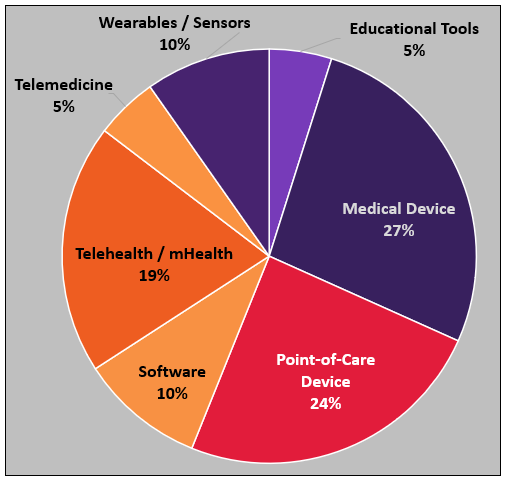 Wearables / Sensors
10%
Educational Tools
5%
Telemedicine
5%
Medical Device
27%
Telehealth / mHealth
19%
Software
10%
Point-of-Care
Device
24%